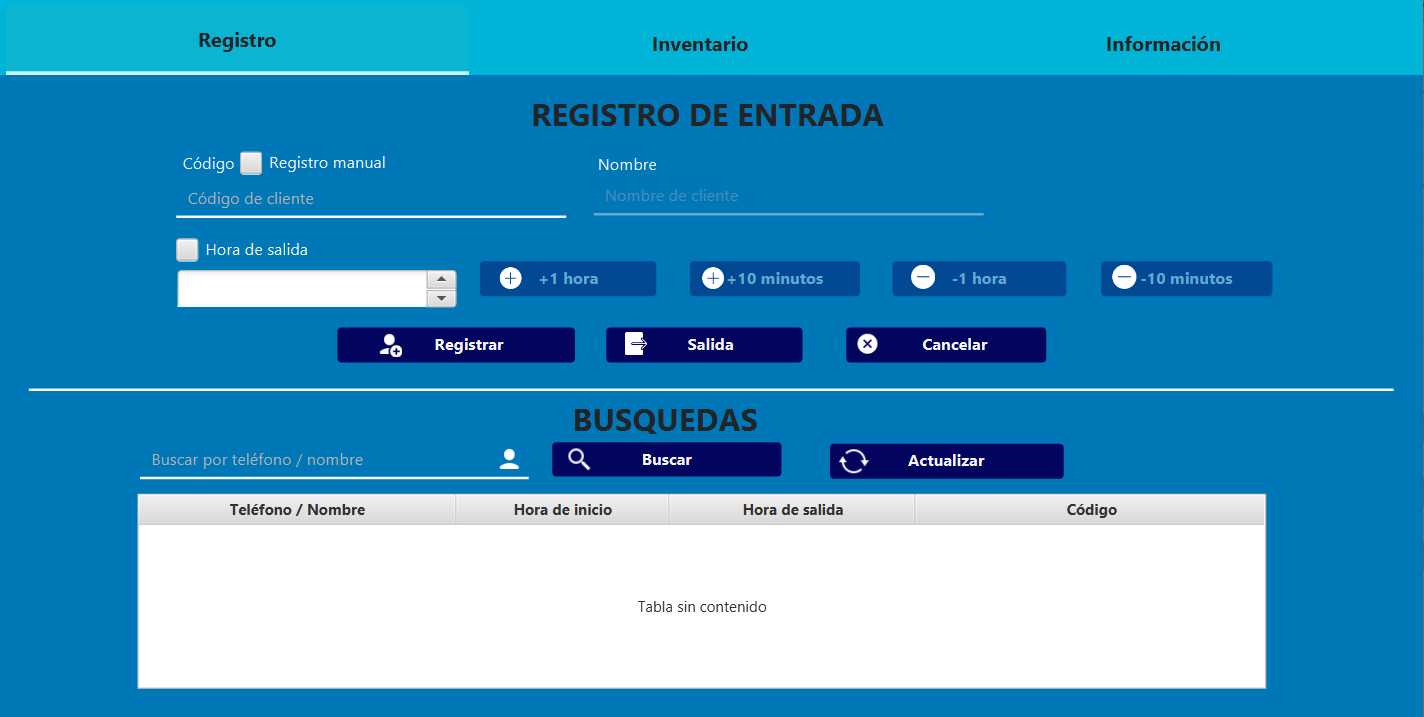 Registro
Inventario
Información
REGISTRO DE ENTRADA
Código Registro manual
Nombre
Código de cliente
Nombre de cliente
Hora de salida
+1 hora
+10 minutos
-1 hora
-10 minutos
Registrar
Salida
Cancelar
BUSQUEDAS
Buscar por teléfono / nombre
Buscar
Actualizar
Teléfono / Nombre
Hora de inicio
Hora de salida
Código
Tabla sin contenido